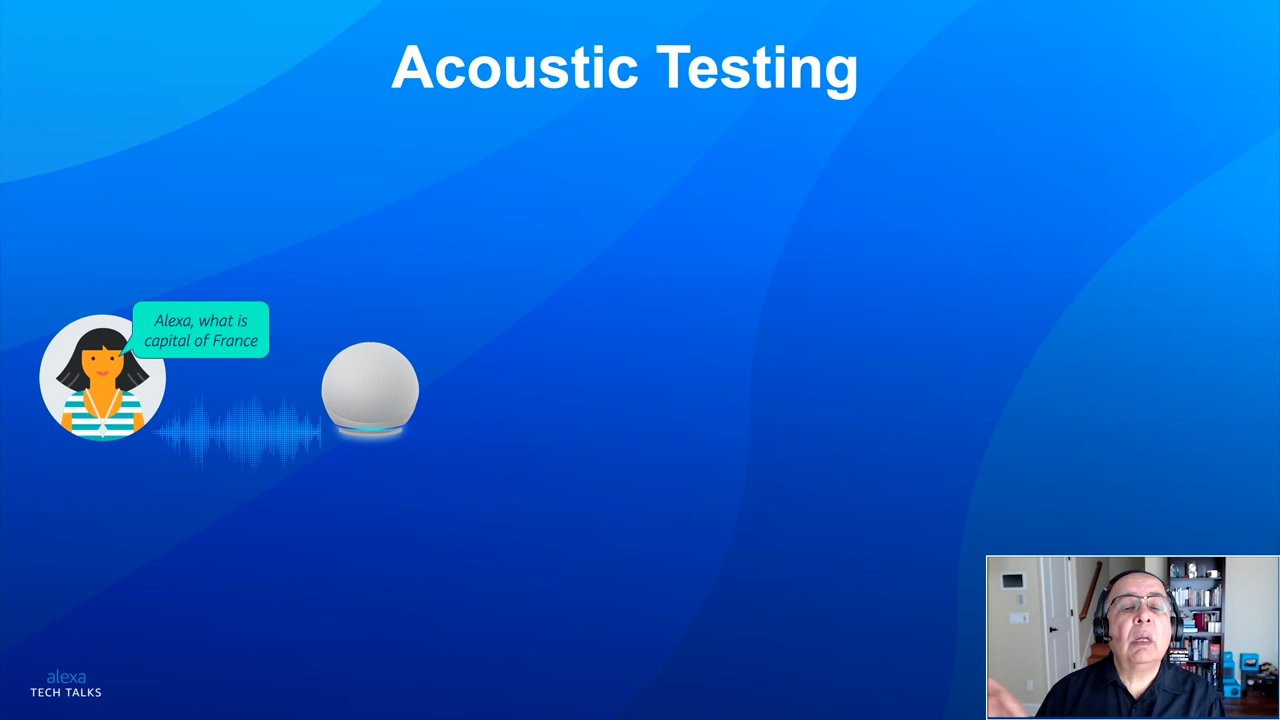 Acoustic Testing
Alexa, what is
capital of France
alexa
TECH TALKS